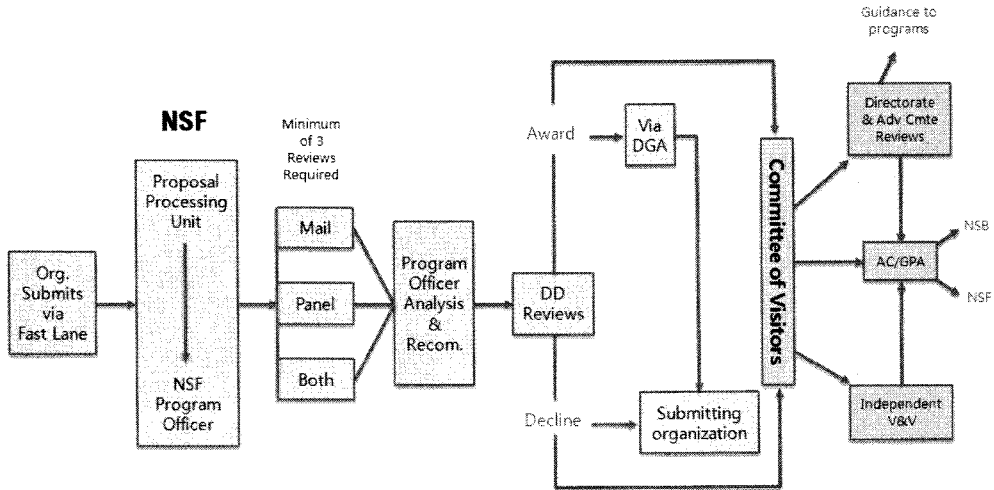 NSF
Org.
Submits
via
Fast Lane
Proposal
Processing
Unit
NSF
Program
Officer
Minimum
of 3
Reviews
Required
Mail
Panel
Both
Program
Officer
Analysis
&
Recom.
DD
Reviews
Award
Via
DGA
Decline
Submitting
organization
Committee of Visitors
Guidance to
programs
Directorate
& Adv Cmte
Reviews
AC/GPA
NSB
NSF
Independent
V&V